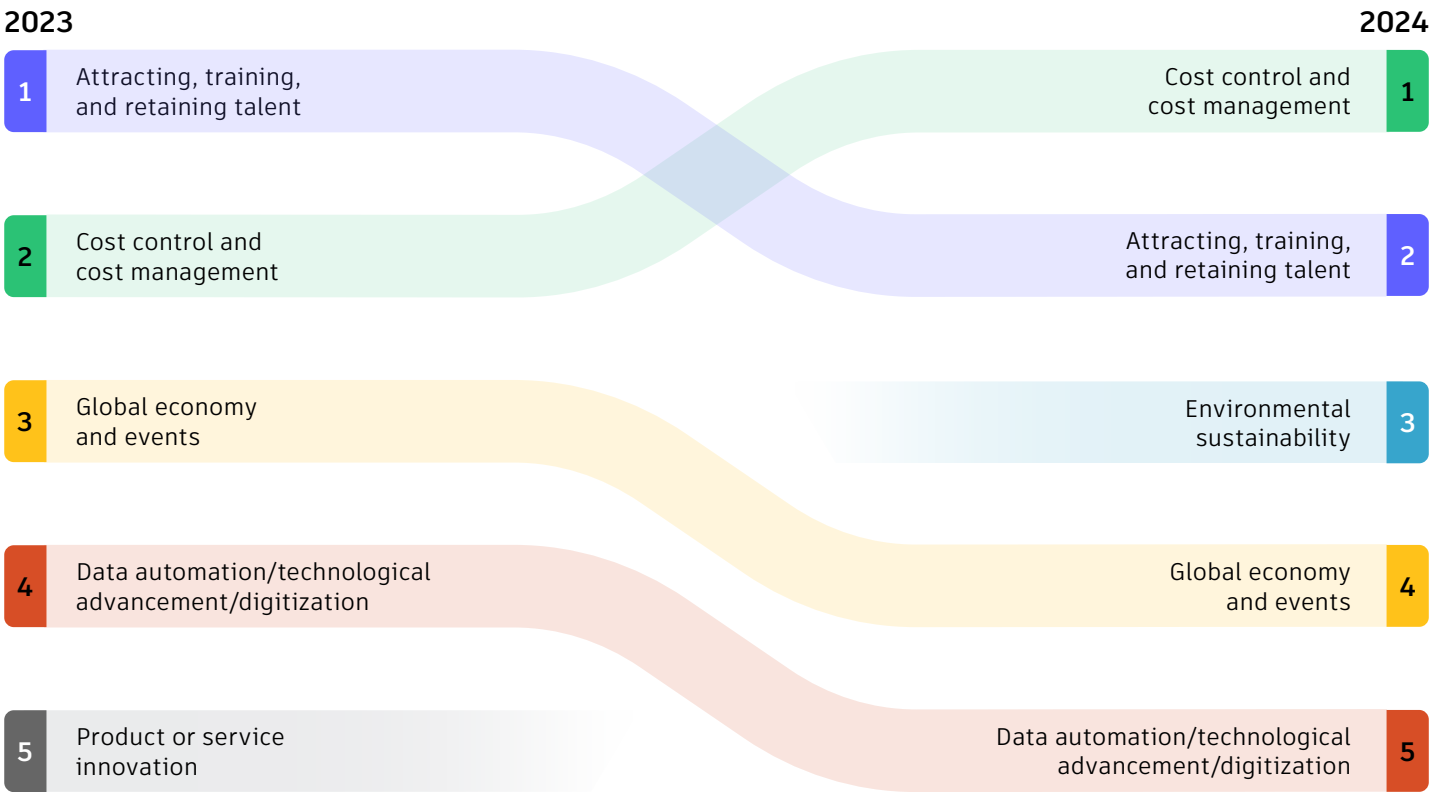 2023
2024
1
Attracting, training,
and retaining talent
Cost control and
cost management
1
2
Cost control and
cost management
Attracting, training,
and retaining talent
2
3
Global economy
and events
Environmental
sustainability
3
4
Data automation/technological
advancement/digitization
Global economy
and events
4
5
Product or service
innovation
Data automation/technological
advancement/digitization
5